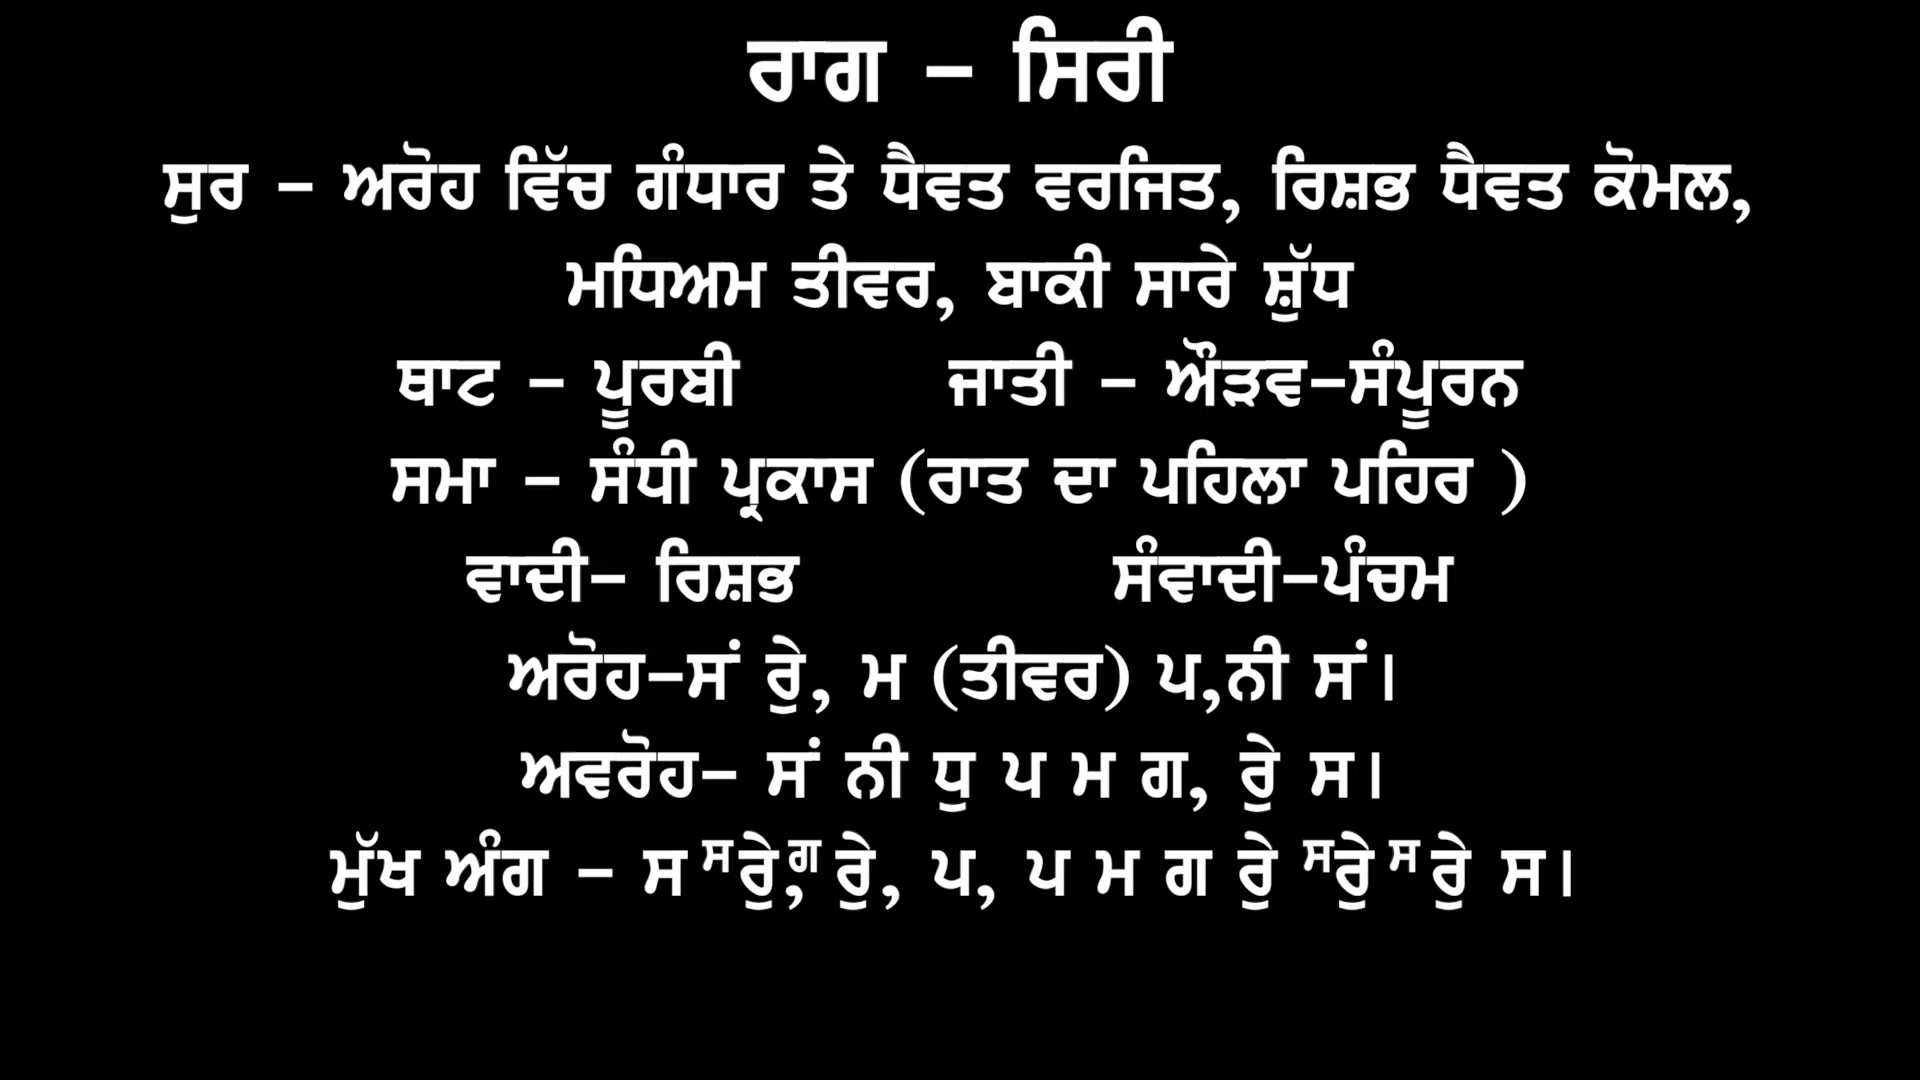 ਰਾਗ - ਸਿਰੀ
ਸੁਰ - ਅਰੋਹ ਵਿੱਚ ਗੰਧਾਰ ਤੇ ਧੈਵਤ ਵਰਜਿਤ, ਰਿਸ਼ਭ ਧੈਵਤ ਕੋਮਲ,
ਮਧਿਅਮ ਤੀਵਰ, ਬਾਕੀ ਸਾਰੇ ਸ਼ੁੱਧ
ਥਾਟ - ਪੂਰਬੀ ਜਾਤੀ - ਔੜਵ-ਸੰਪੂਰਨ
ਸਮਾ - ਸੰਧੀ ਪ੍ਰਕਾਸ (ਰਾਤ ਦਾ ਪਹਿਲਾ ਪਹਿਰ )
ਵਾਦੀ- ਰਿਸ਼ਭ ਸੰਵਾਦੀ-ਪੰਚਮ
ਅਰੋਹ-ਸਾਂ ਰੇੁ, ਮ (ਤੀਵਰ) ਪ,ਨੀ ਸਾਂ।
ਅਵਰੋਹ- ਸਾਂ ਨੀ ਧੁ ਪ ਮ ਗ, ਰੇੁ ਸ।
ਮੁੱਖ ਅੰਗ - ਸ ਸਰੇੁ,ਗਰੇੁ, ਪ, ਪ ਮ ਗ ਰੇੁ ਸਰੇੁ ਸਰੇੁ ਸ।